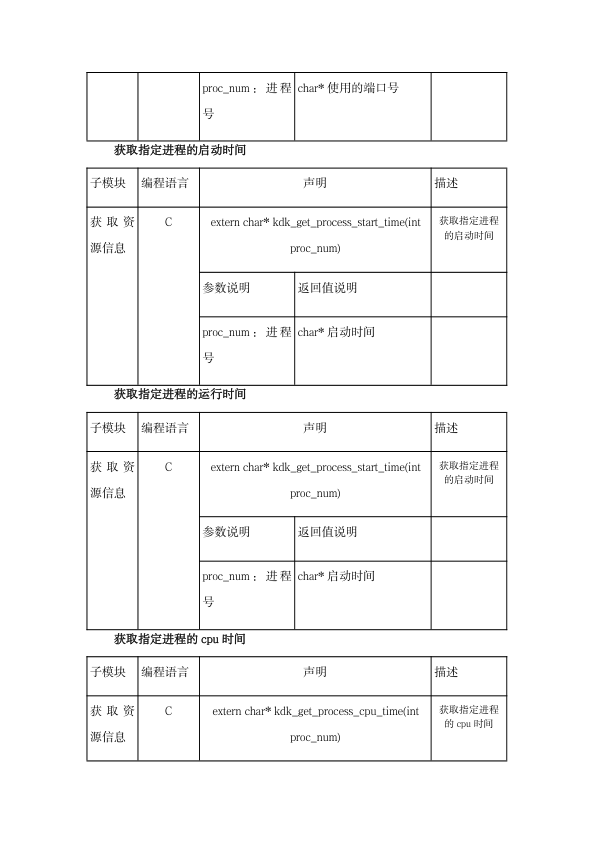 proc_num ：进程 char* 使用的端口号
号
获取指定进程的启动时间
子模块 编程语言 声明 描述
获取资 C extern char* kdk_get_process_start_time(int 获取指定进程
源信息 proc_num) 的启动时间
参数说明 返回值说明
proc_num ：进程 char* 启动时间
号
获取指定进程的运行时间
子模块 编程语言 声明 描述
获取资 C extern char* kdk_get_process_start_time(int 获取指定进程
源信息 proc_num) 的启动时间
参数说明 返回值说明
proc_num ：进程 char* 启动时间
号
获取指定进程的 cpu 时间
子模块 编程语言 声明 描述
获取资 C extern char* kdk_get_process_cpu_time(int 获取指定进程
源信息 proc_num) 的 cpu 时间